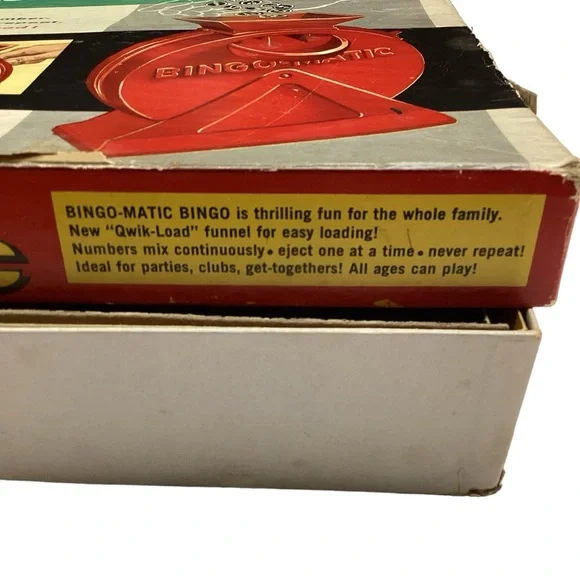 BINGO-MATIC
BINGO-MATIC BINGO is thrilling fun for the whole family.
New "Qwik-Load" funnel for easy loading!
Numbers mix continuously • eject one at a time • never repeat!
Ideal for parties, clubs, get-togethers! All ages can play!